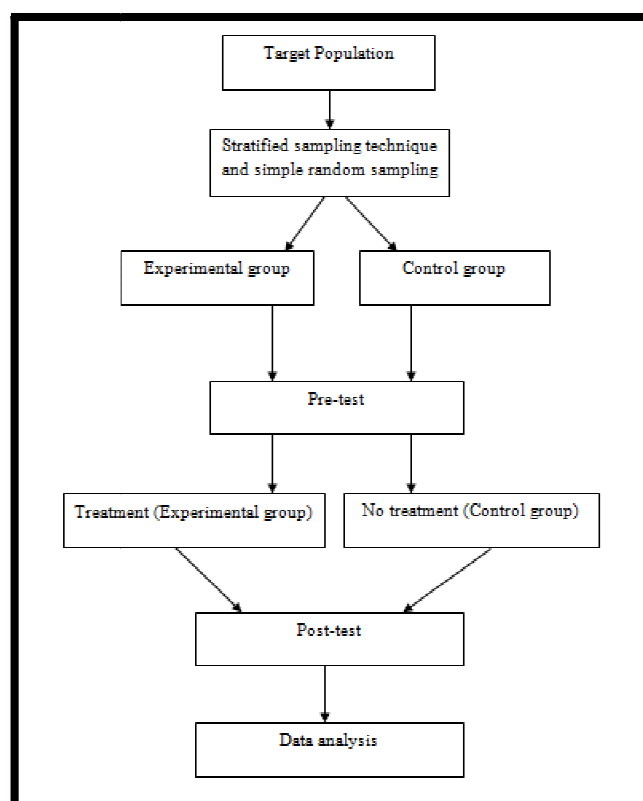 Target Population
Stratified sampling technique
and simple random sampling
Experimental group
Control group
Pre-test
Treatment (Experimental group)
No treatment (Control group)
Post-test
Data analysis